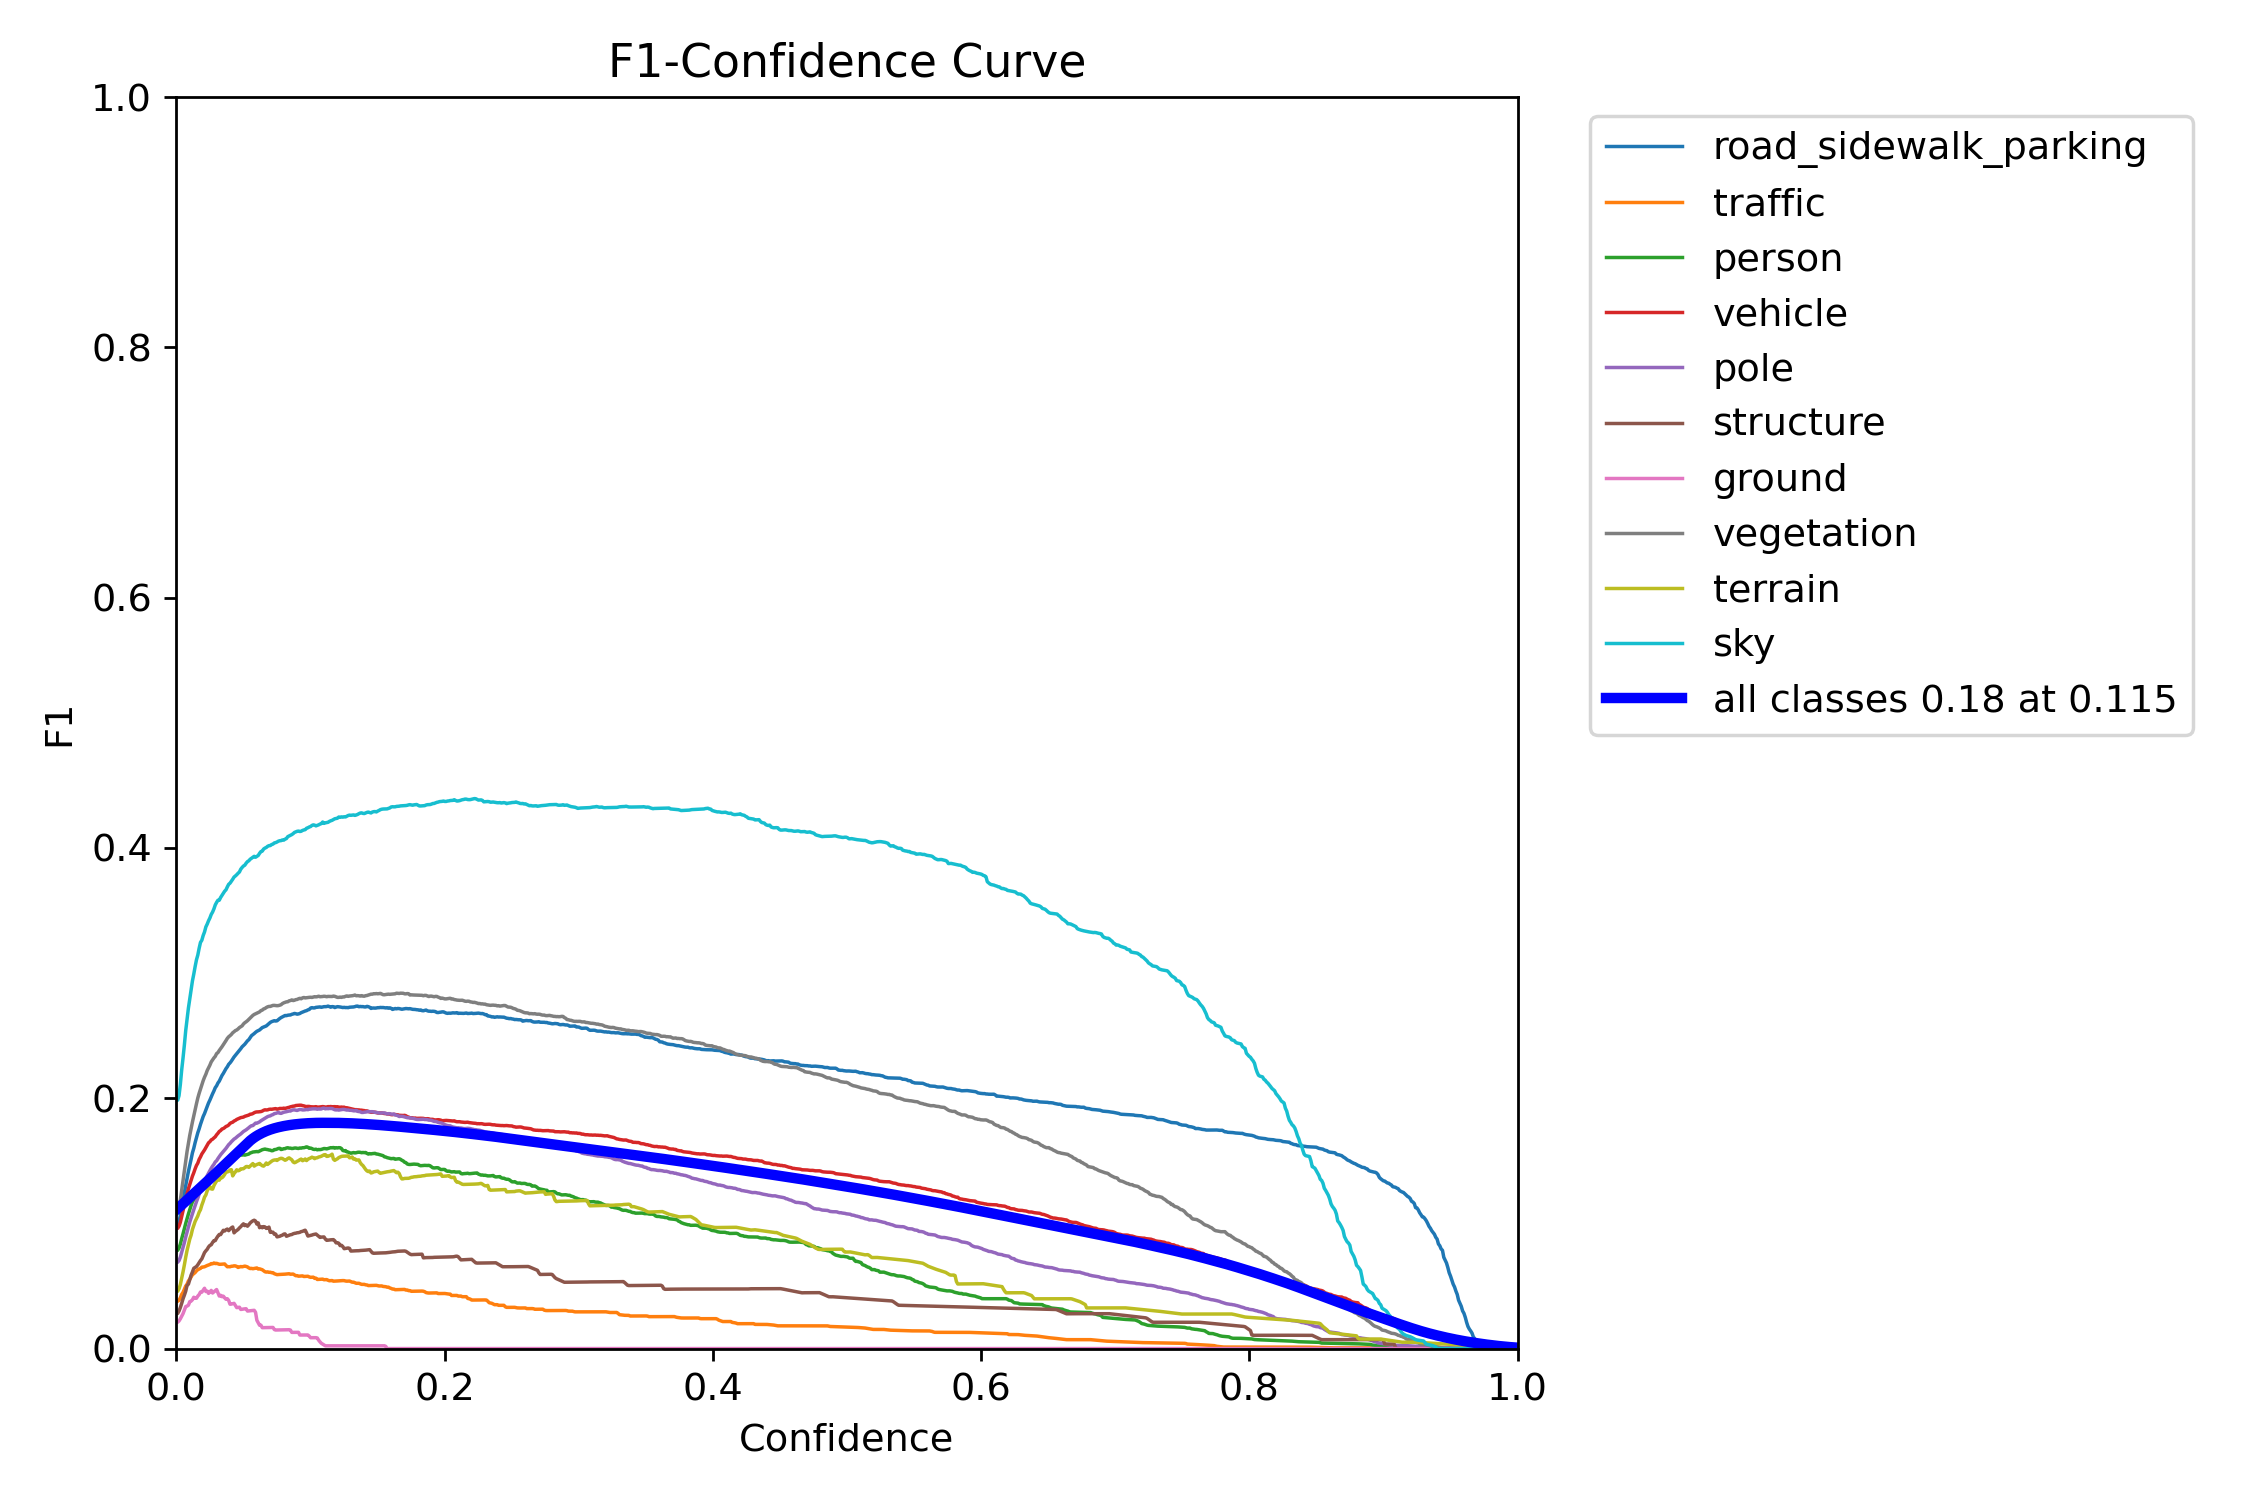 F1-Confidence Curve
1.0
0.8
0.6
0.4
0.2
0.0
F1
0.0 0.2 0.4 0.6 0.8 1.0
Confidence
road_sidewalk_parking
traffic
person
vehicle
pole
structure
ground
vegetation
terrain
sky
all classes 0.18 at 0.115